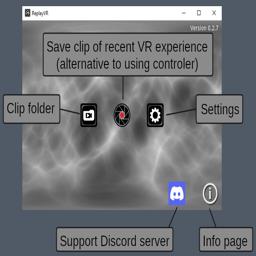 ReplayVR
Version 0.2.7
Save clip of recent VR experience
(alternative to using controler)
Clip folder
Settings
Support Discord server
Info page